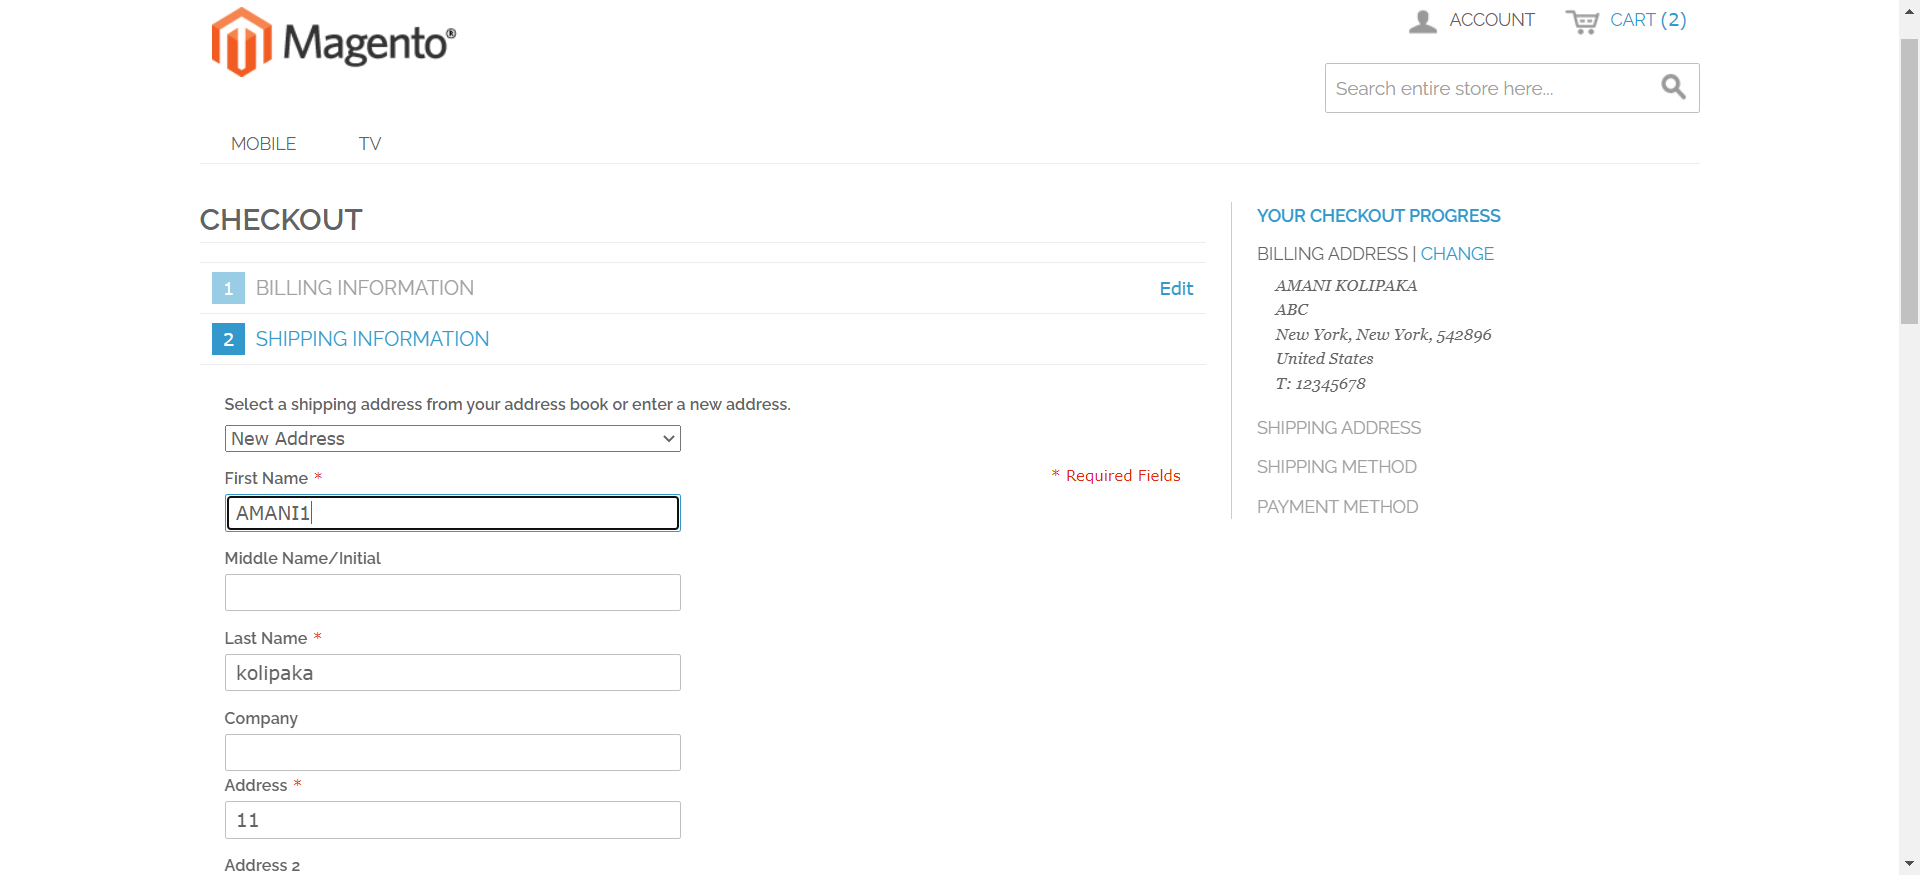 Magento®
ACCOUNT
CART (2)
Search entire store here...
MOBILE
TV
CHECKOUT
1 BILLING INFORMATION
Edit
2 SHIPPING INFORMATION
Select a shipping address from your address book or enter a new address.
New Address
First Name *
* Required Fields
AMANI1
Middle Name/Initial
Last Name *
kolipaka
Company
Address *
11
Address 2
YOUR CHECKOUT PROGRESS
BILLING ADDRESS | CHANGE
AMANI KOLIPAKA
ABC
New York, New York, 542896
United States
T: 12345678
SHIPPING ADDRESS
SHIPPING METHOD
PAYMENT METHOD